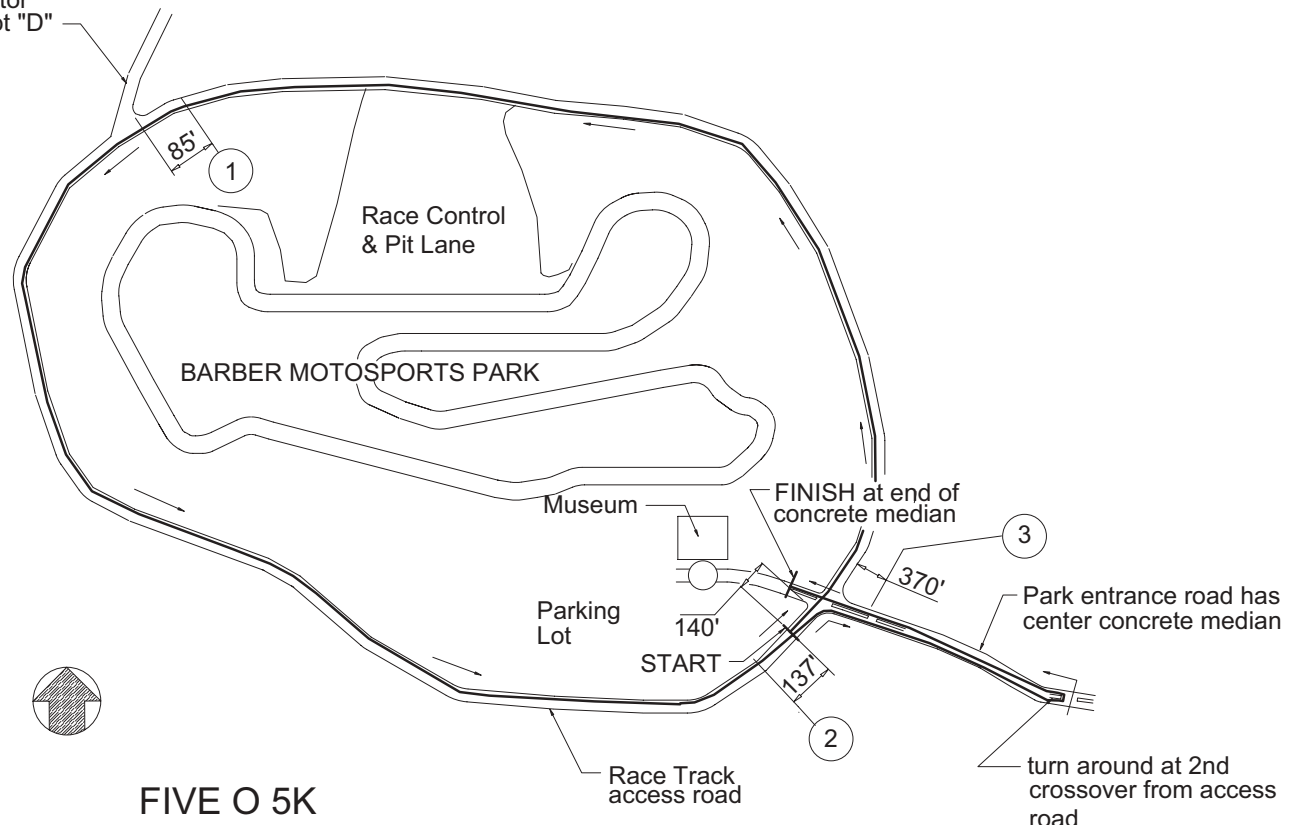 ot "D"
85'
1
Race Control
& Pit Lane
BARBER MOTOSPORTS PARK
Museum
FINISH at end of
concrete median
3
370'
Park entrance road has
center concrete median
Parking
Lot
140'
START
137'
2
Race Track
access road
turn around at 2nd
crossover from access
road
FIVE O 5K